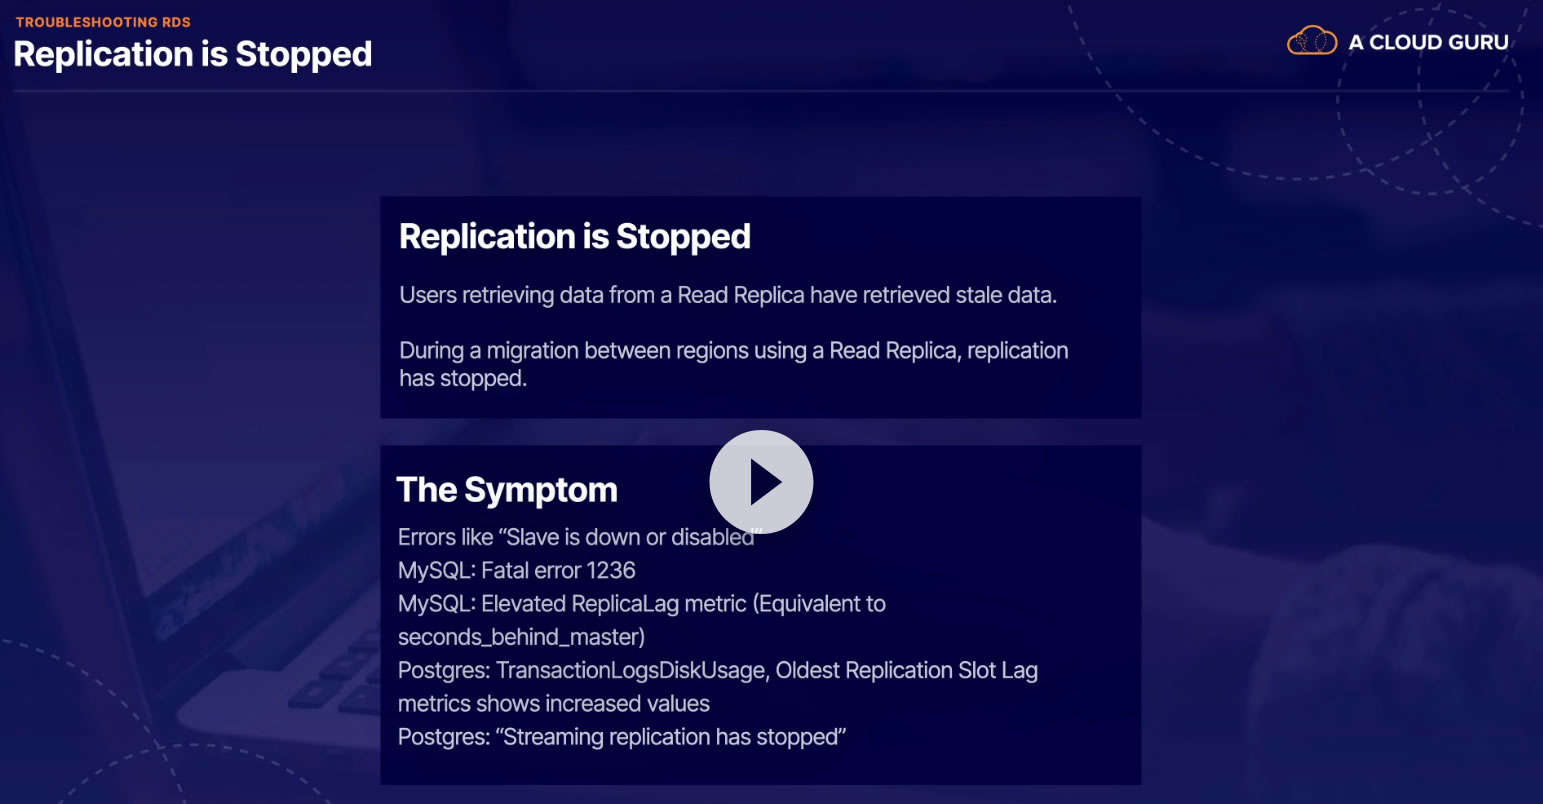 TROUBLESHOOTING RDS
Replication is Stopped
A CLOUD GURU
Replication is Stopped
Users retrieving data from a Read Replica have retrieved stale data.
During a migration between regions using a Read Replica, replication
has stopped.
The Symptom
Errors like “Slave is down or disabled”
MySQL: Fatal error 1236
MySQL: Elevated ReplicaLag metric (Equivalent to
seconds_behind_master)
Postgres: TransactionLogsDiskUsage, Oldest Replication Slot Lag
metrics shows increased values
Postgres: “Streaming replication has stopped”